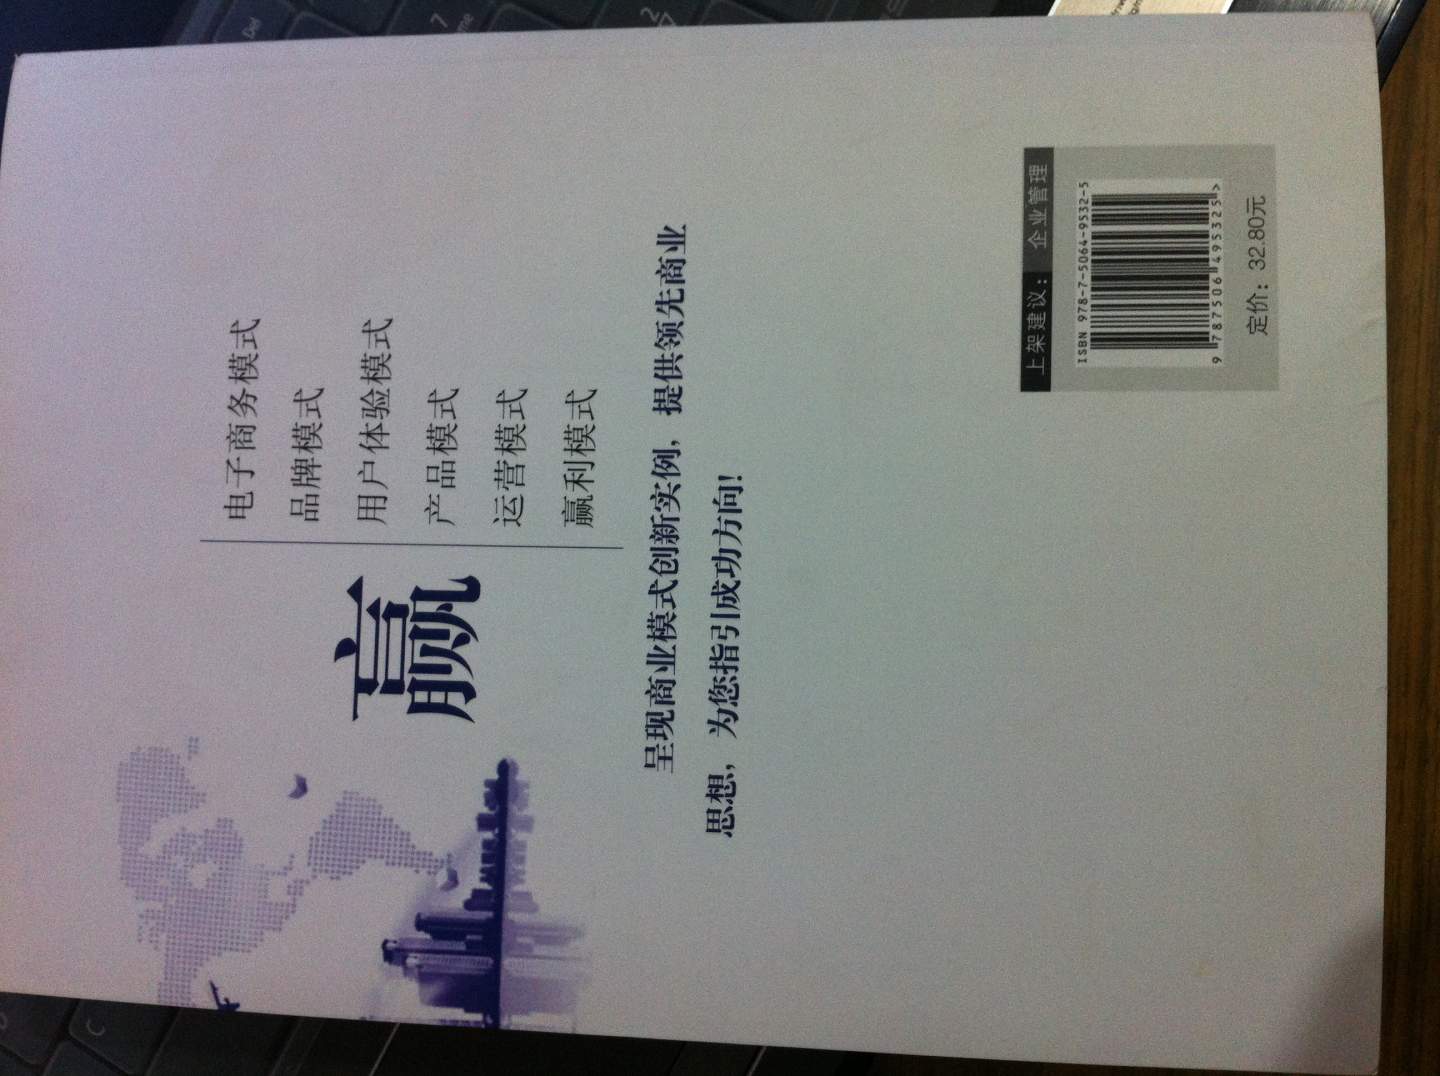 赢
电子商务模式
品牌模式
用户体验模式
产品模式
运营模式
赢利模式
呈现商业模式创新实例，提供领先商业
思想，为您指引成功方向！
上架建议：企业管理
ISBN 978-7-5064-9532-5
9 787506 495325>
定价：32.80元
Del
7
2
C